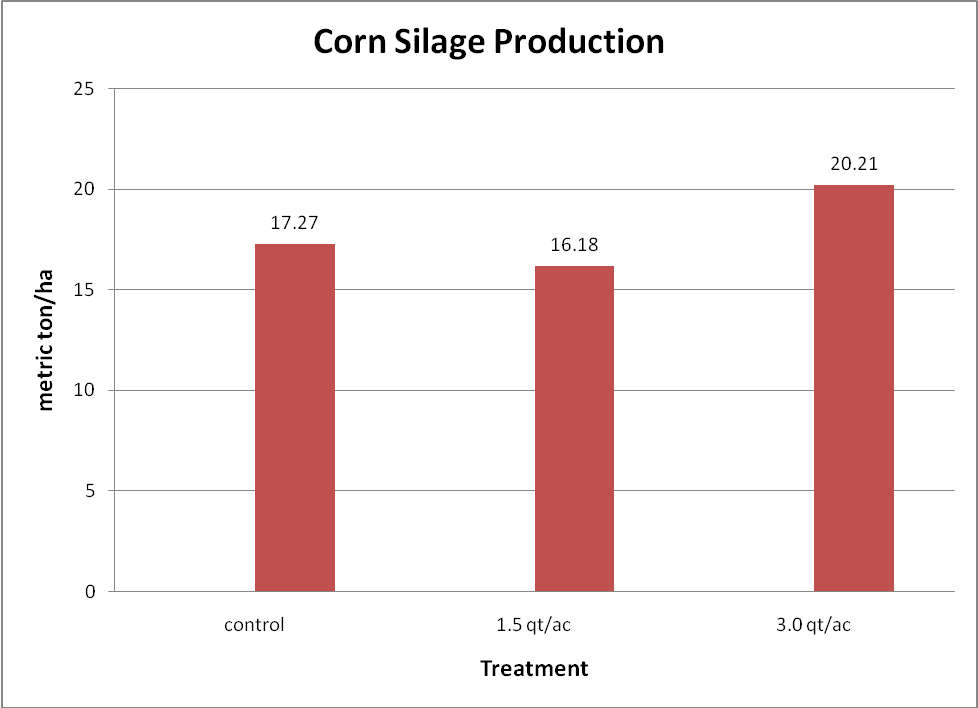 Corn Silage Production
25
20
15
10
5
0
metric ton/ha
17.27
16.18
20.21
control
1.5 qt/ac
3.0 qt/ac
Treatment